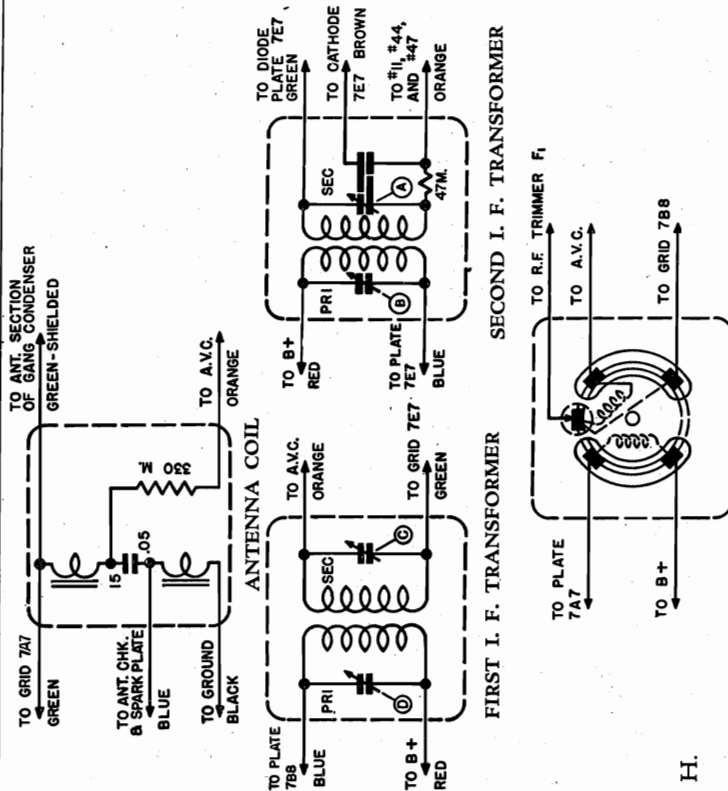 TO ANT. SECTION
OF GANG CONDENSER
GREEN-SHIELDED
TO GRID 7A7
GREEN
15
.05
330 M.
TO ANT. CHK.
& SPARK PLATE
BLUE
TO GROUND
BLACK
TO A.V.C.
ORANGE
ANTENNA COIL
TO DIODE
PLATE 7E7
GREEN
TO CATHODE
7E7 BROWN
TO #11, #44,
AND #47
ORANGE
SEC
A
47M.
PRI
B
TO B+
RED
TO PLATE
7E7
BLUE
SECOND I. F. TRANSFORMER
TO PLATE
7B8
BLUE
PRI
D
SEC
C
TO A.V.C.
ORANGE
TO B+
RED
TO GRID 7E7
GREEN
FIRST I. F. TRANSFORMER
TO R.F. TRIMMER F1
TO A.V.C.
TO GRID 7B8
TO PLATE
7A7
TO B+
H.